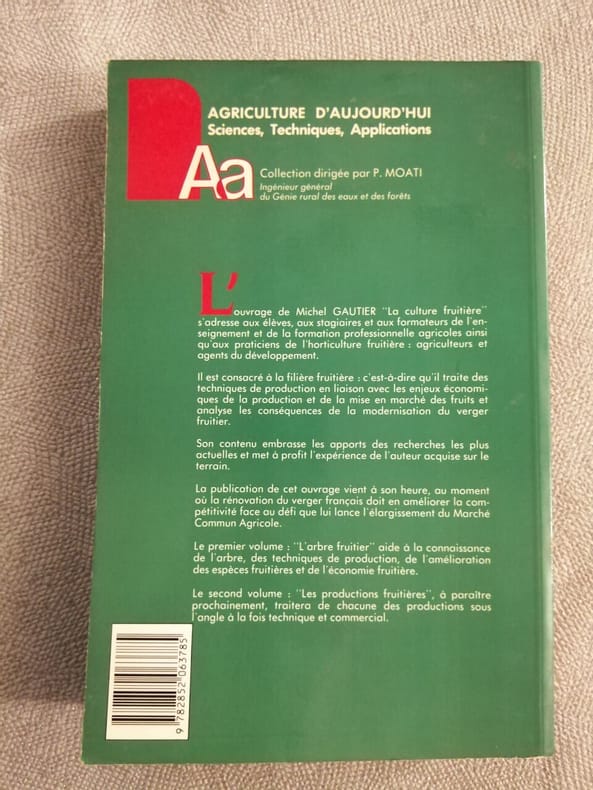 AGRICULTURE D'AUJOURD'HUI
Sciences, Techniques, Applications
Aa
Collection dirigée par P. MOATI
Ingénieur général
du Génie rural des eaux et des forêts
L'ouvrage de Michel GAUTIER "La culture fruitière"
s'adresse aux élèves, aux stagiaires et aux formateurs de l'en-
seignement et de la formation professionnelle agricoles ainsi
qu'aux praticiens de l'horticulture fruitière : agriculteurs et
agents du développement.
Il est consacré à la filière fruitière : c'est-à-dire qu'il traite des
techniques de production en liaison avec les enjeux économi-
ques de la production et de la mise en marché des fruits et
analyse les conséquences de la modernisation du verger
fruitier.
Son contenu embrasse les apports des recherches les plus
actuelles et met à profit l'expérience de l'auteur acquise sur le
terrain.
La publication de cet ouvrage vient à son heure, au moment
où la rénovation du verger français doit en améliorer la com-
pétitivité face au défi que lui lance l'élargissement du Marché
Commun Agricole.
Le premier volume : "L'arbre fruitier" aide à la connaissance
de l'arbre, des techniques de production, de l'amélioration
des espèces fruitières et de l'économie fruitière.
Le second volume : "Les productions fruitières", à paraître
prochainement, traitera de chacune des productions sous
l'angle à la fois technique et commercial.
9 782852 063785